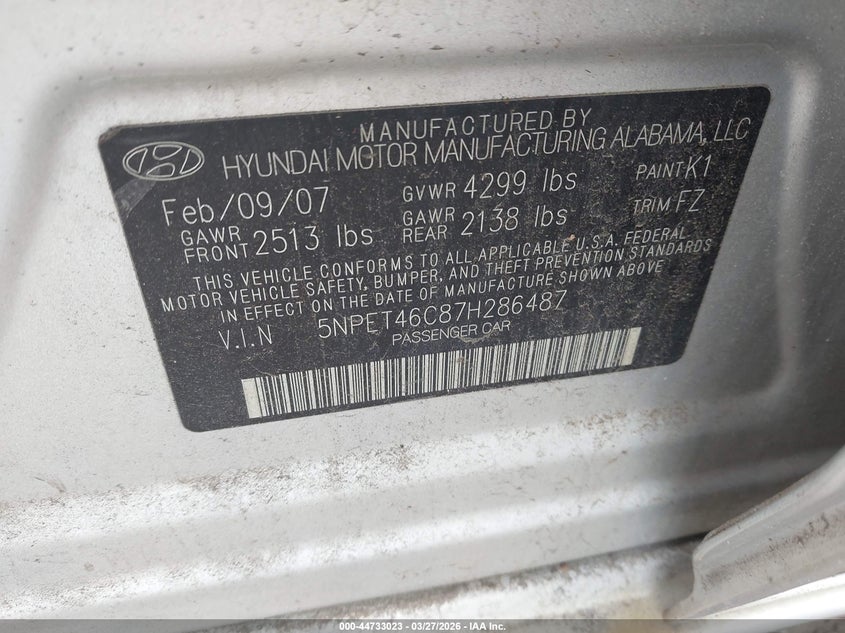 MANUFACTURED BY
HYUNDAI MOTOR MANUFACTURING ALABAMA, LLC
Feb/09/07 GVWR 4299 lbs PAINT K1
GAWR FRONT 2513 lbs GAWR REAR 2138 lbs TRIM FZ
THIS VEHICLE CONFORMS TO ALL APPLICABLE U.S.A. FEDERAL
MOTOR VEHICLE SAFETY, BUMPER, AND THEFT PREVENTION STANDARDS
IN EFFECT ON THE DATE OF MANUFACTURE SHOWN ABOVE
V.I.N 5NPET46C87H286487
PASSENGER CAR
000-44733023 - 03/27/2026 - IAA Inc.